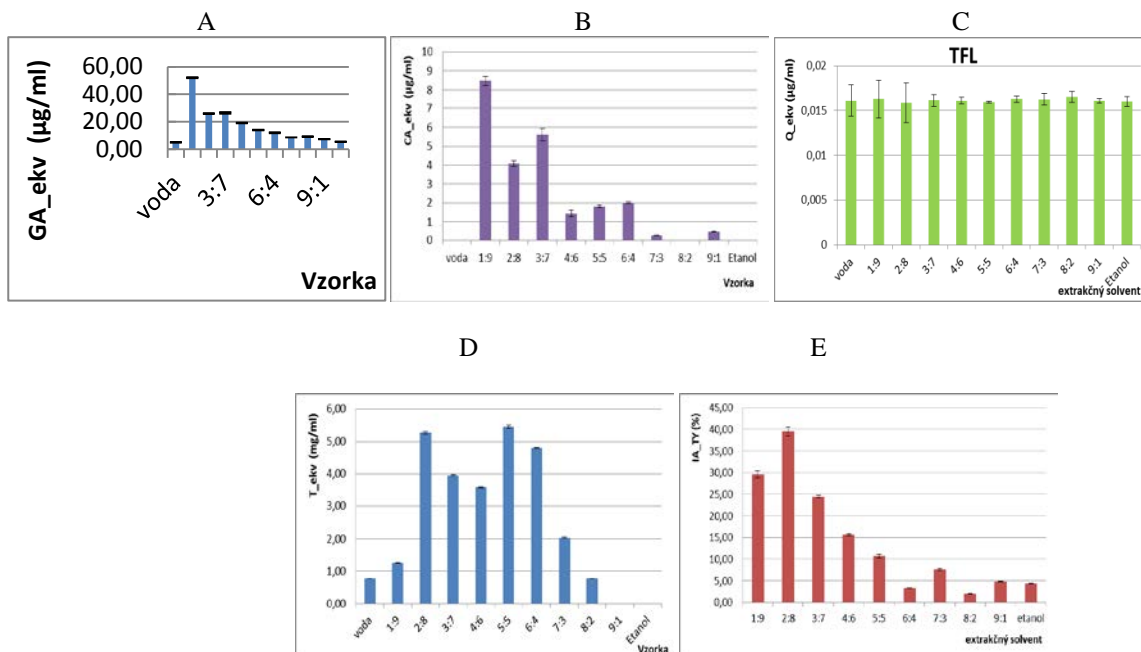 A
GA_ekv (µg/ml)
60,00
40,00
20,00
0,00
voda
3:7
6:4
9:1
Vzorka
B
CA_ekv (µg/ml)
10
9
8
7
6
5
4
3
2
1
0
voda 1:9 2:8 3:7 4:6 5:5 6:4 7:3 8:2 9:1 Etanol
Vzorka
C
TFL
Q_ekv (µg/ml)
0,02
0,015
0,01
0,005
0
voda 1:9 2:8 3:7 4:6 5:5 6:4 7:3 8:2 9:1 Etanol
extrakčný solvent
D
T_ekv (mg/ml)
6,00
5,00
4,00
3,00
2,00
1,00
0,00
voda 1:9 2:8 3:7 4:6 5:5 6:4 7:3 8:2 9:1 Etanol
Vzorka
E
IA_TY (%)
45,00
40,00
35,00
30,00
25,00
20,00
15,00
10,00
5,00
0,00
1:9 2:8 3:7 4:6 5:5 6:4 7:3 8:2 9:1 etanol
extrakčný solvent